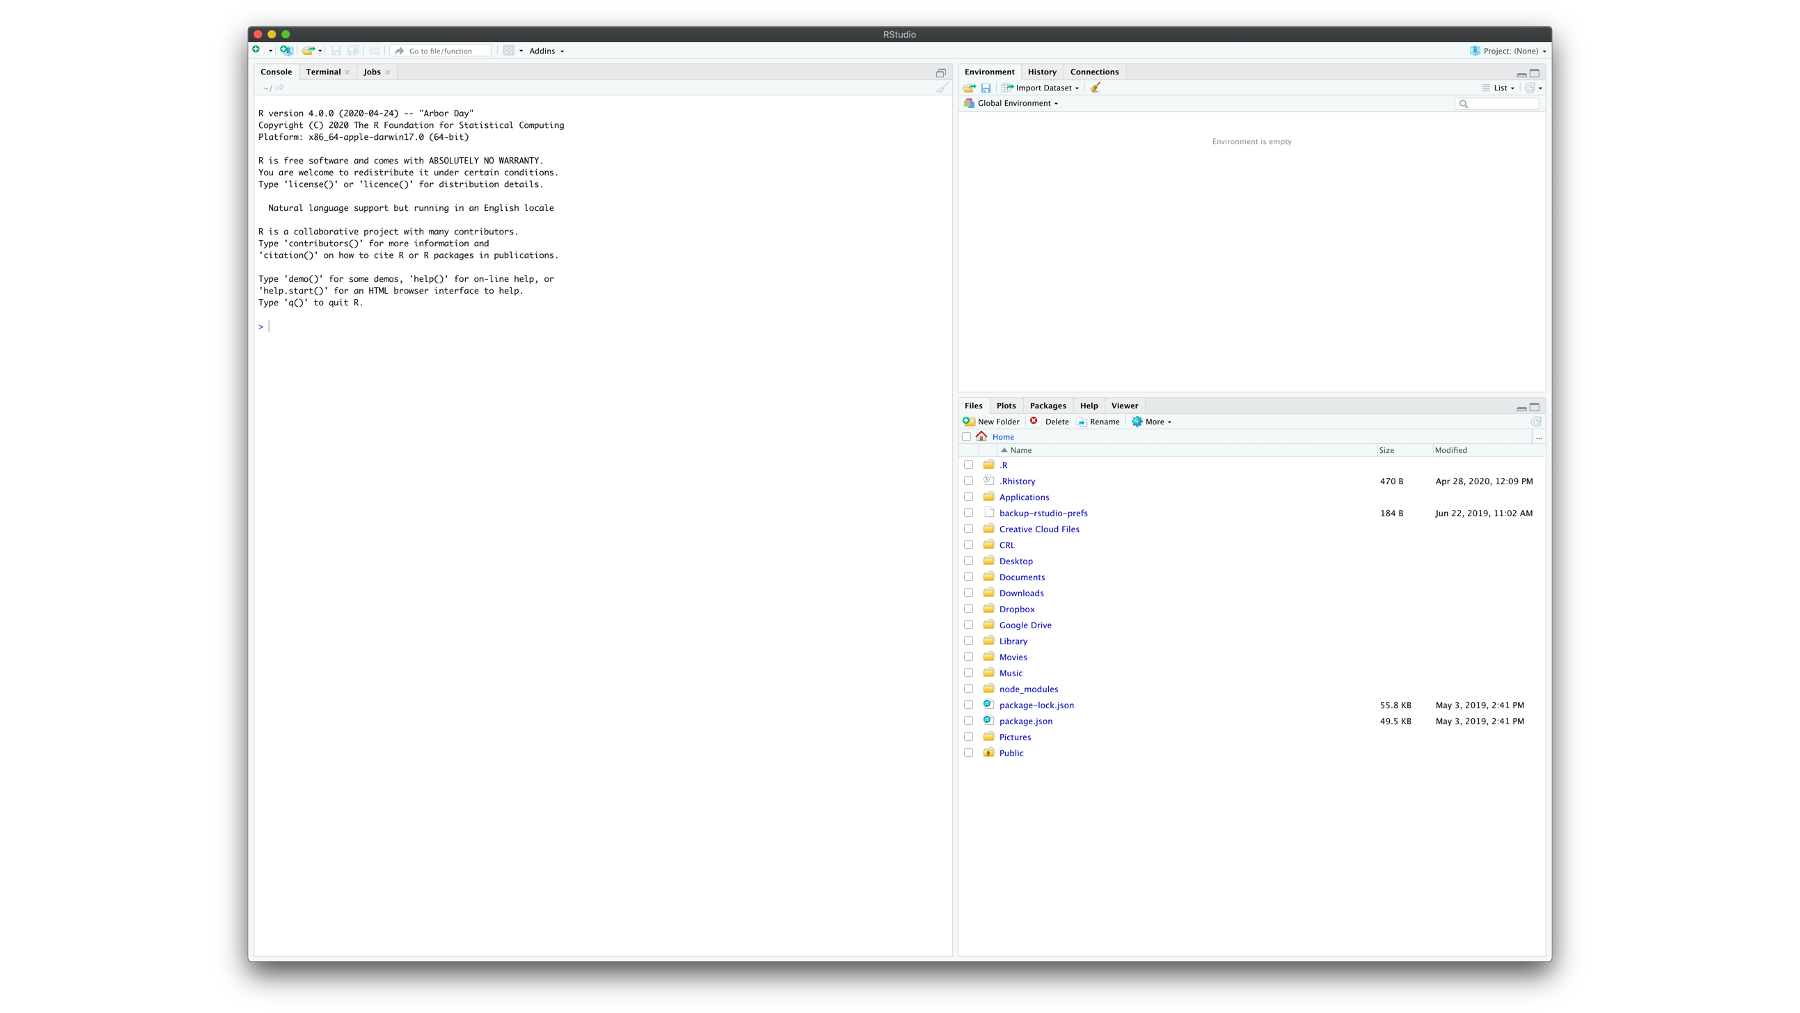 RStudio
Go to file/function
Addins
Project: (None)
Console Terminal Jobs
~/
R version 4.0.0 (2020-04-24) -- "Arbor Day"
Copyright (C) 2020 The R Foundation for Statistical Computing
Platform: x86_64-apple-darwin17.0 (64-bit)
R is free software and comes with ABSOLUTELY NO WARRANTY.
You are welcome to redistribute it under certain conditions.
Type 'license()' or 'licence()' for distribution details.
Natural language support but running in an English locale
R is a collaborative project with many contributors.
Type 'contributors()' for more information and
'citation()' on how to cite R or R packages in publications.
Type 'demo()' for some demos, 'help()' for on-line help, or
'help.start()' for an HTML browser interface to help.
Type 'q()' to quit R.
>
Environment History Connections
Import Dataset List
Global Environment
Environment is empty
Files Plots Packages Help Viewer
New Folder Delete Rename More
Home ...
Name Size Modified
.R
.Rhistory 470 B Apr 28, 2020, 12:09 PM
Applications
backup-rstudio-prefs 184 B Jun 22, 2019, 11:02 AM
Creative Cloud Files
CRL
Desktop
Documents
Downloads
Dropbox
Google Drive
Library
Movies
Music
node_modules
package-lock.json 55.8 KB May 3, 2019, 2:41 PM
package.json 49.5 KB May 3, 2019, 2:41 PM
Pictures
Public